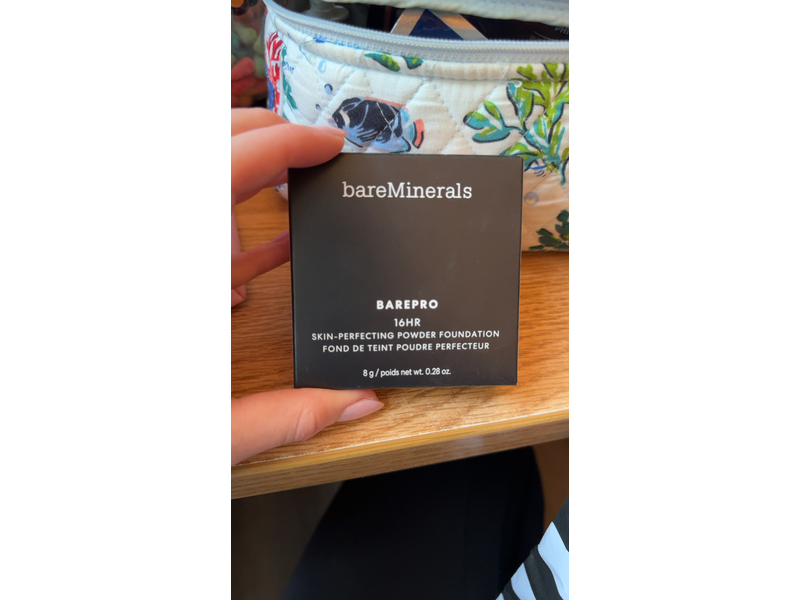 bareMinerals
BAREPRO
16HR
SKIN-PERFECTING POWDER FOUNDATION
FOND DE TEINT POUDRE PERFECTEUR
8 g / poids net wt. 0.28 oz.